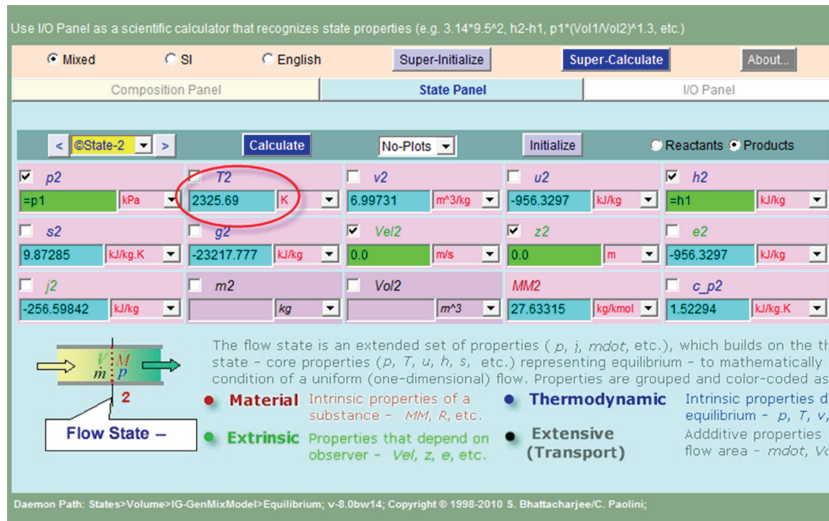 Use I/O Panel as a scientific calculator that recognizes state properties (e.g. 3.14*9.5^2, h2-h1, p1*(Vol1/Vol2)^1.3, etc.)
Mixed SI English Super-Initialize Super-Calculate About...
Composition Panel State Panel I/O Panel
< ©State-2 > Calculate No-Plots Initialize Reactants Products
p2 T2 v2 u2 h2
=p1 kPa 2325.69 K 6.99731 m^3/kg -956.3297 kJ/kg =h1 kJ/kg
s2 g2 Vel2 z2 e2
9.87285 kJ/kg.K -23217.777 kJ/kg 0.0 m/s 0.0 m -956.3297 kJ/kg
j2 m2 Vol2 MM2 c_p2
-256.59842 kJ/kg kg m^3 27.63315 kg/kmol 1.52294 kJ/kg.K
The flow state is an extended set of properties ( p, j, mdot, etc.), which builds on the th
state - core properties (p, T, u, h, s, etc.) representing equilibrium - to mathematically
condition of a uniform (one-dimensional) flow. Properties are grouped and color-coded as
V M
ṁ p
2
Flow State –
Material Intrinsic properties of a
substance - MM, R, etc.
Extrinsic Properties that depend on
observer - Vel, z, e, etc.
Thermodynamic Intrinsic properties d
equilibrium - p, T, v,
Extensive
(Transport) Addditive properties
flow area - mdot, Vo
Daemon Path: States>Volume>IG-GenMixModel>Equilibrium; v-8.0bw14; Copyright © 1998-2010 S. Bhattacharjee/C. Paolini;